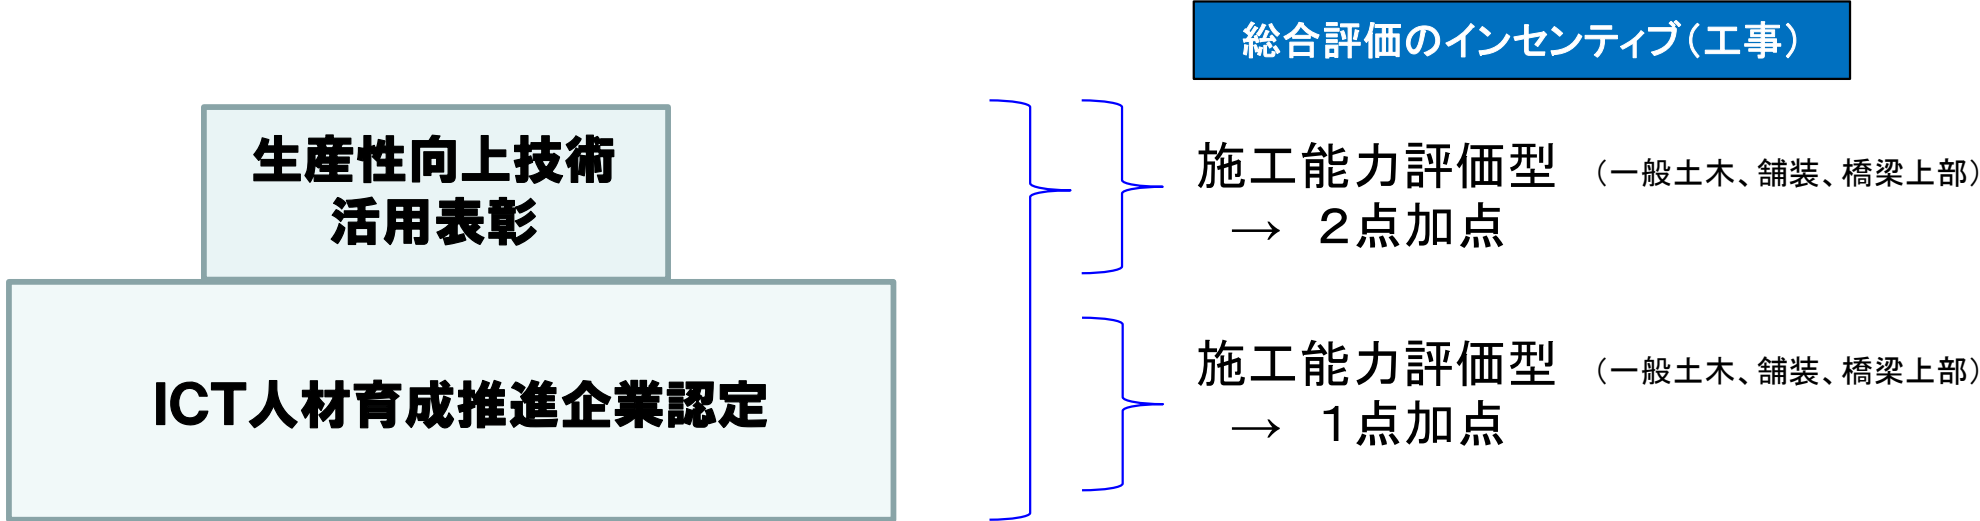 総合評価のインセンティブ（工事）
生産性向上技術
活用表彰
施工能力評価型 （一般土木、舗装、橋梁上部）
→ ２点加点
ICT人材育成推進企業認定
施工能力評価型 （一般土木、舗装、橋梁上部）
→ １点加点